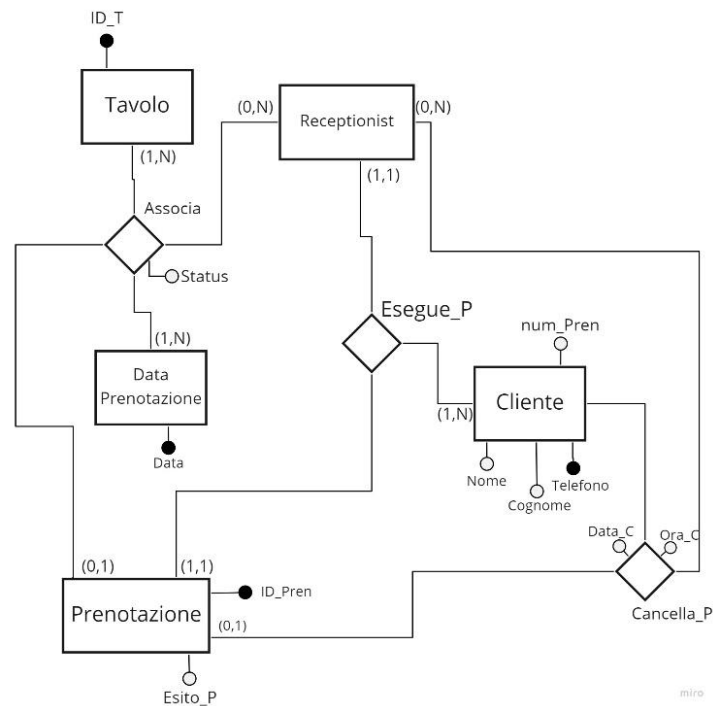 ID_T
Tavolo
(0,N)
Receptionist
(0,N)
(1,N)
(1,1)
Associa
Status
Esegue_P
num_Pren
(1,N)
Data
Prenotazione
Cliente
(1,N)
Data
Nome
Cognome
Telefono
Data_C
Ora_C
(0,1)
(1,1)
ID_Pren
Prenotazione
(0,1)
Cancella_P
Esito_P
miro